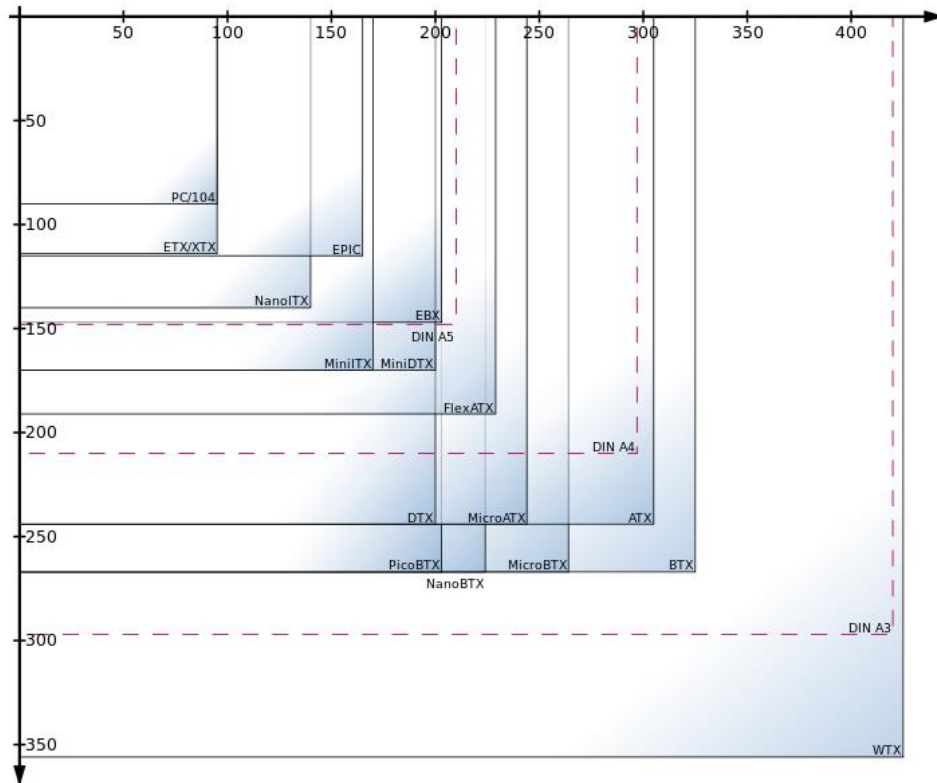 50 100 150 200 250 300 350 400
50
PC/104
100
ETX/XTX EPIC
NanoITX
EBX
150
DIN A5
MiniITX MiniDTX
FlexATX
200
DIN A4
DTX MicroATX ATX
250
PicoBTX MicroBTX BTX
NanoBTX
DIN A3
300
350
WTX